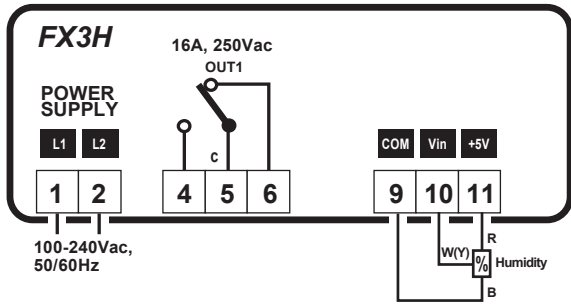 FX3H
16A, 250Vac
OUT1
POWER
SUPPLY
L1 L2
COM Vin +5V
C
1 2 4 5 6 9 10 11
100-240Vac,
50/60Hz
R
W(Y) % Humidity
B